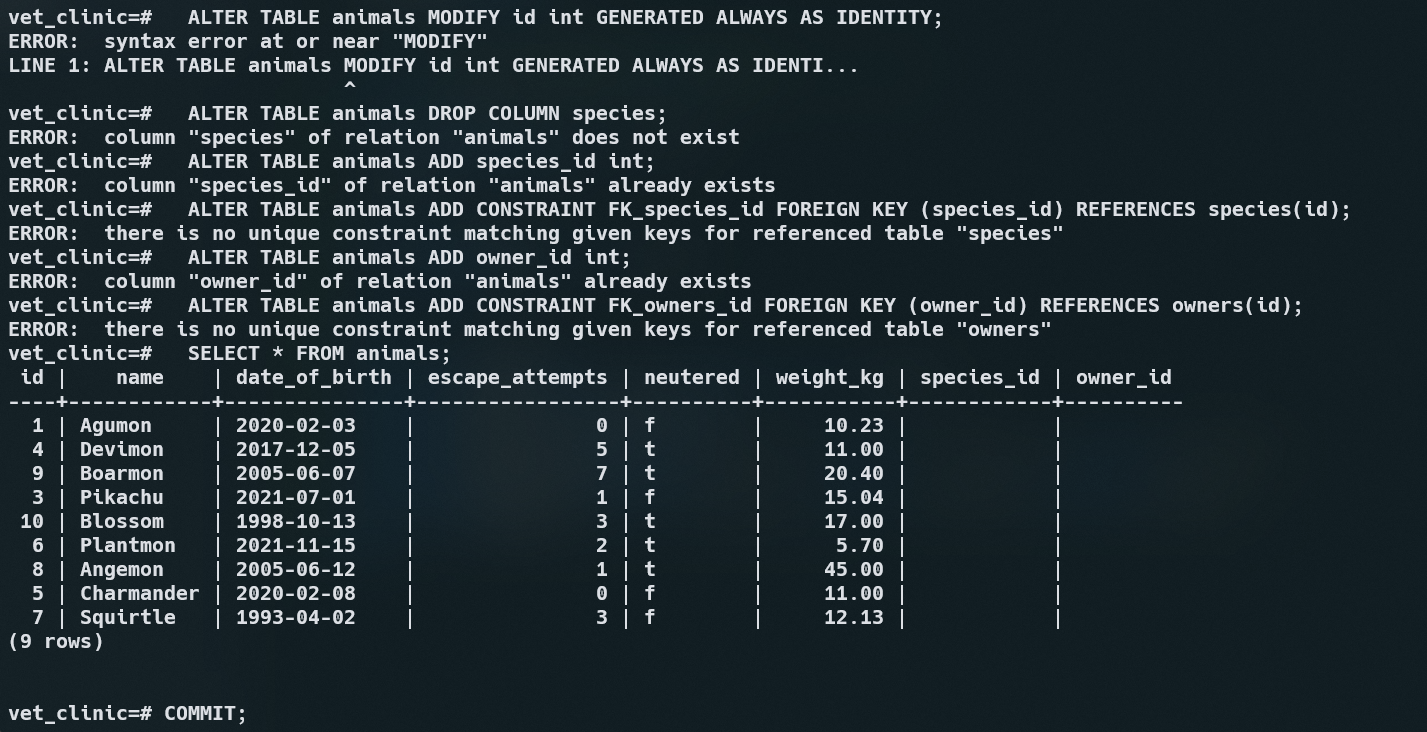 vet_clinic=#   ALTER TABLE animals MODIFY id int GENERATED ALWAYS AS IDENTITY;
ERROR:  syntax error at or near "MODIFY"
LINE 1: ALTER TABLE animals MODIFY id int GENERATED ALWAYS AS IDENTI...
                            ^
vet_clinic=#   ALTER TABLE animals DROP COLUMN species;
ERROR:  column "species" of relation "animals" does not exist
vet_clinic=#   ALTER TABLE animals ADD species_id int;
ERROR:  column "species_id" of relation "animals" already exists
vet_clinic=#   ALTER TABLE animals ADD CONSTRAINT FK_species_id FOREIGN KEY (species_id) REFERENCES species(id);
ERROR:  there is no unique constraint matching given keys for referenced table "species"
vet_clinic=#   ALTER TABLE animals ADD owner_id int;
ERROR:  column "owner_id" of relation "animals" already exists
vet_clinic=#   ALTER TABLE animals ADD CONSTRAINT FK_owners_id FOREIGN KEY (owner_id) REFERENCES owners(id);
ERROR:  there is no unique constraint matching given keys for referenced table "owners"
vet_clinic=#   SELECT * FROM animals;
 id |    name    | date_of_birth | escape_attempts | neutered | weight_kg | species_id | owner_id
----+------------+---------------+-----------------+----------+-----------+------------+----------
  1 | Agumon     | 2020-02-03    |               0 | f        |     10.23 |            |
  4 | Devimon    | 2017-12-05    |               5 | t        |     11.00 |            |
  9 | Boarmon    | 2005-06-07    |               7 | t        |     20.40 |            |
  3 | Pikachu    | 2021-07-01    |               1 | f        |     15.04 |            |
 10 | Blossom    | 1998-10-13    |               3 | t        |     17.00 |            |
  6 | Plantmon   | 2021-11-15    |               2 | t        |      5.70 |            |
  8 | Angemon    | 2005-06-12    |               1 | t        |     45.00 |            |
  5 | Charmander | 2020-02-08    |               0 | f        |     11.00 |            |
  7 | Squirtle   | 1993-04-02    |               3 | f        |     12.13 |            |
(9 rows)
vet_clinic=# COMMIT;